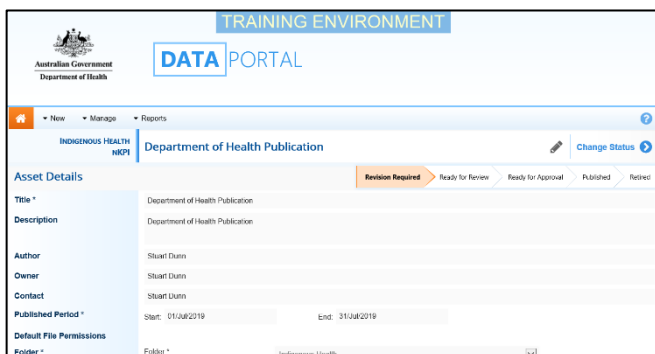 TRAINING ENVIRONMENT
Australian Government
Department of Health
DATA PORTAL
New Manage Reports ?
INDIGENOUS HEALTH
nKPI
Department of Health Publication
Change Status
Asset Details
Revision Required Ready for Review Ready for Approval Published Retired
Title * Department of Health Publication
Description Department of Health Publication
Author Stuart Dunn
Owner Stuart Dunn
Contact Stuart Dunn
Published Period * Start: 01/Jul/2019 End: 31/Jul/2019
Default File Permissions
Folder * Folder * Indigenous Health